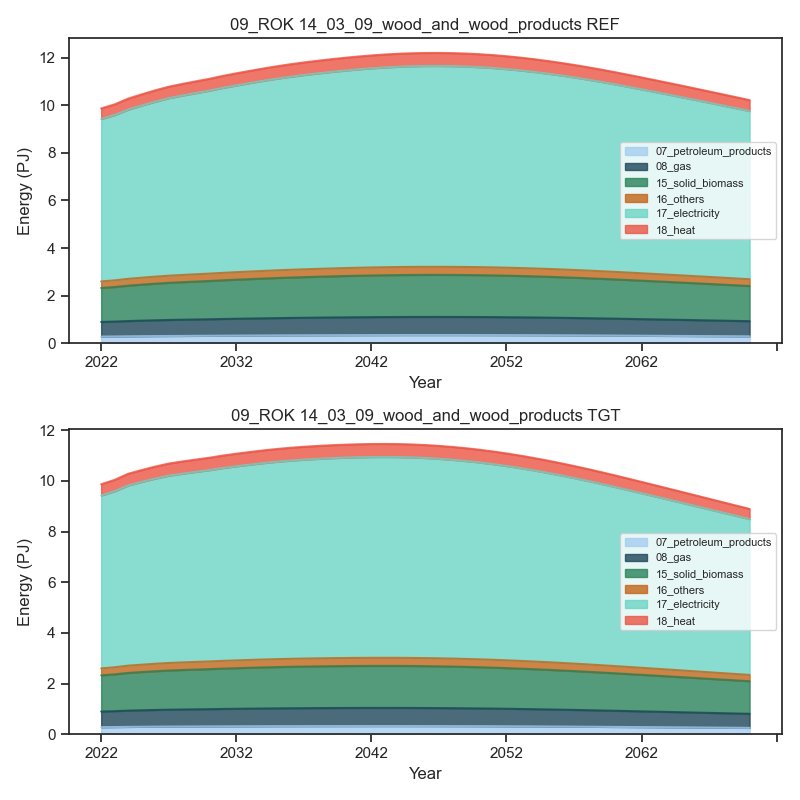 09_ROK 14_03_09_wood_and_wood_products REF
12
10
8
6
4
2
0
Energy (PJ)
07_petroleum_products
08_gas
15_solid_biomass
16_others
17_electricity
18_heat
2022 2032 2042 2052 2062
Year
09_ROK 14_03_09_wood_and_wood_products TGT
12
10
8
6
4
2
0
Energy (PJ)
07_petroleum_products
08_gas
15_solid_biomass
16_others
17_electricity
18_heat
2022 2032 2042 2052 2062
Year